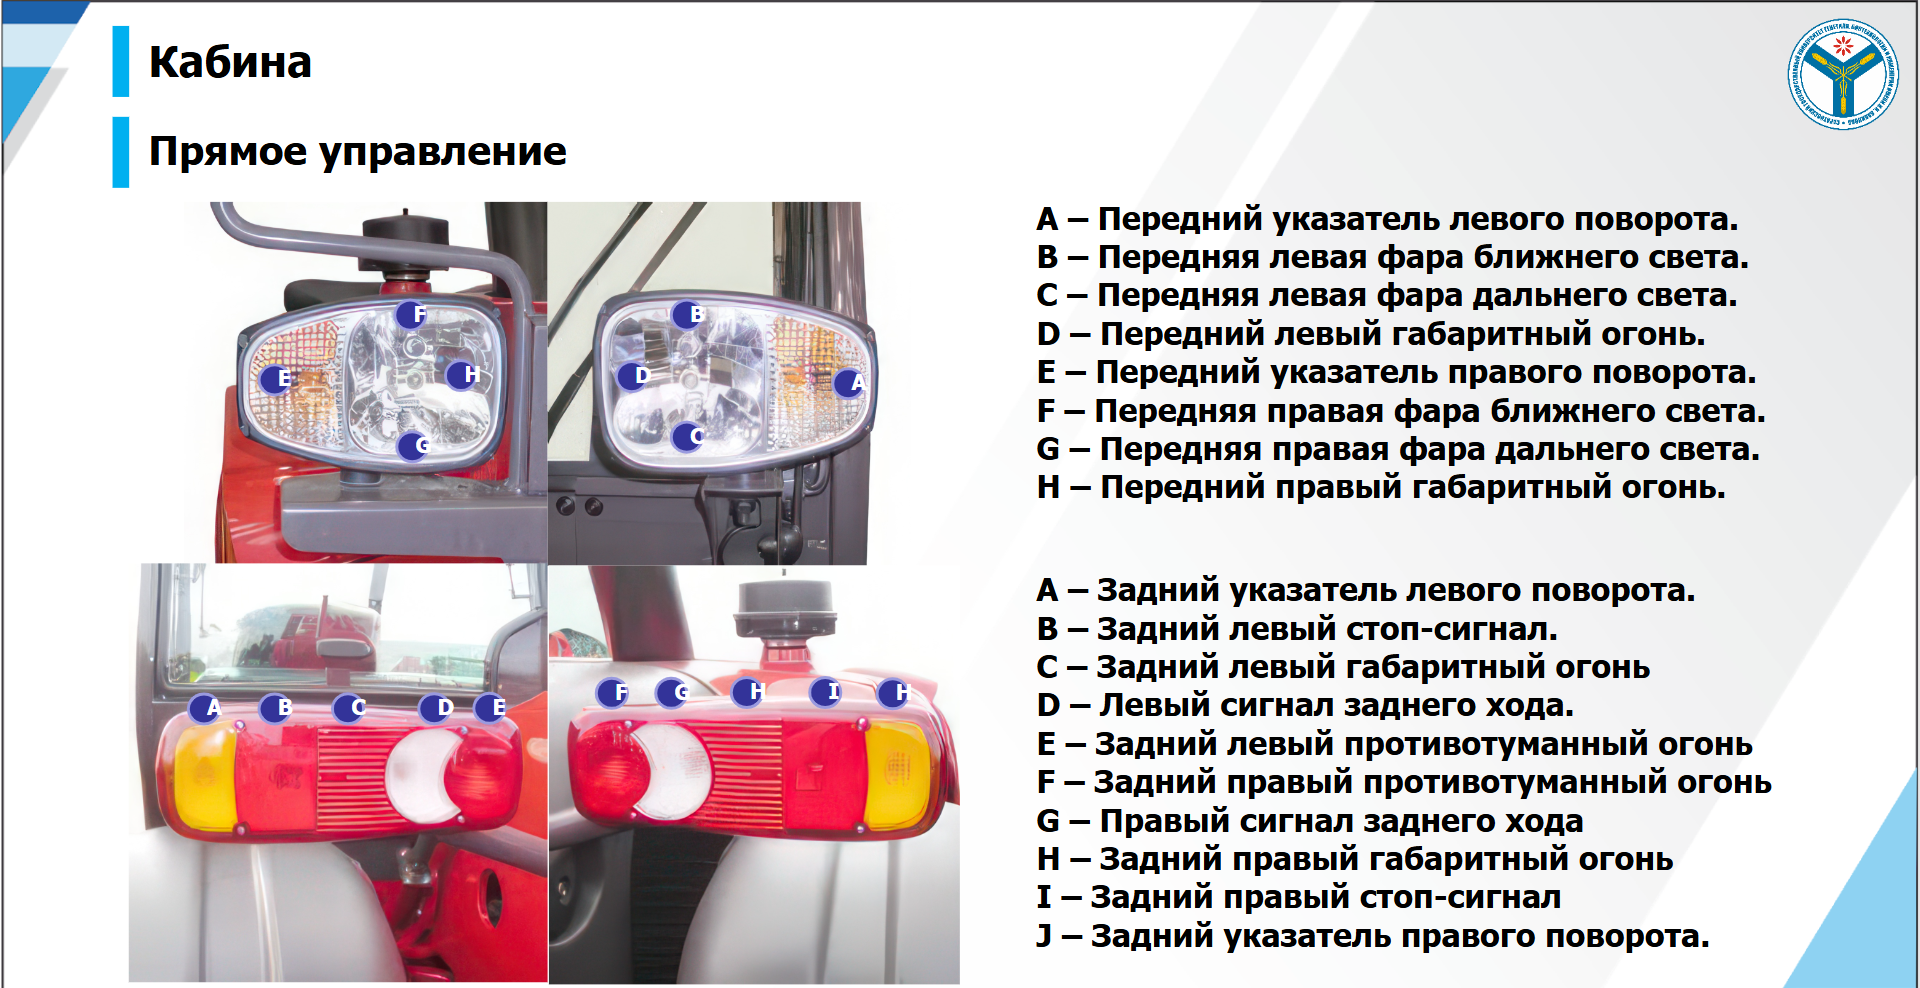 Кабина
Прямое управление
F
E
H
G
B
D
A
C
A
B
C
D
E
F
G
H
I
H
A – Передний указатель левого поворота.
B – Передняя левая фара ближнего света.
C – Передняя левая фара дальнего света.
D – Передний левый габаритный огонь.
E – Передний указатель правого поворота.
F – Передняя правая фара ближнего света.
G – Передняя правая фара дальнего света.
H – Передний правый габаритный огонь.
A – Задний указатель левого поворота.
B – Задний левый стоп-сигнал.
C – Задний левый габаритный огонь
D – Левый сигнал заднего хода.
E – Задний левый противотуманный огонь
F – Задний правый противотуманный огонь
G – Правый сигнал заднего хода
H – Задний правый габаритный огонь
I – Задний правый стоп-сигнал
J – Задний указатель правого поворота.